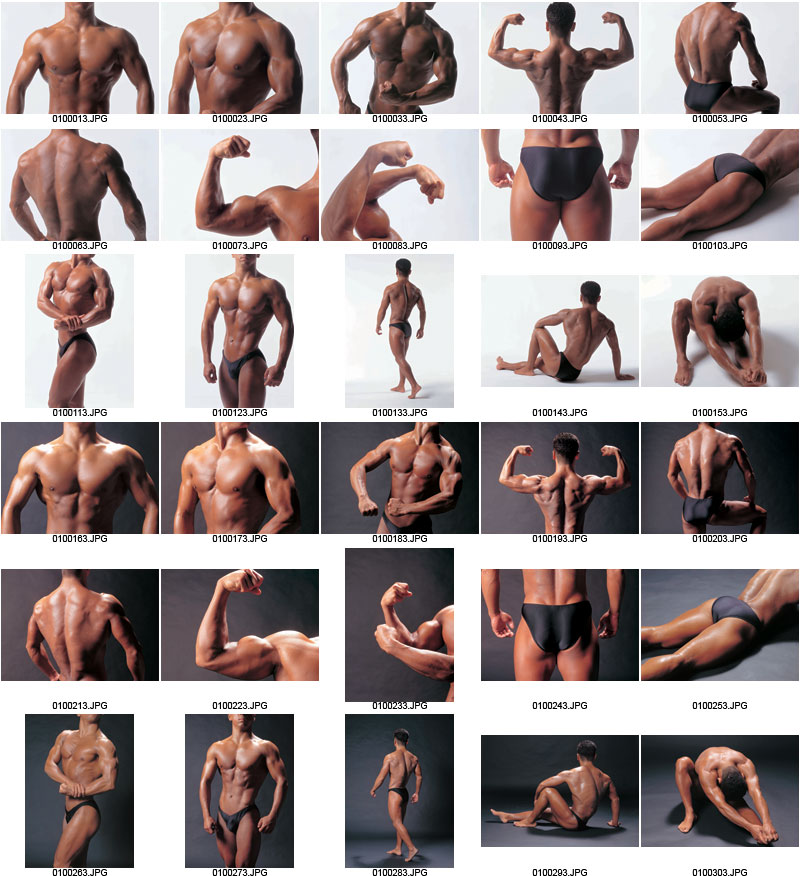 0100013.JPG 0100023.JPG 0100033.JPG 0100043.JPG 0100053.JPG
0100063.JPG 0100073.JPG 0100083.JPG 0100093.JPG 0100103.JPG
0100113.JPG 0100123.JPG 0100133.JPG 0100143.JPG 0100153.JPG
0100163.JPG 0100173.JPG 0100183.JPG 0100193.JPG 0100203.JPG
0100213.JPG 0100223.JPG 0100233.JPG 0100243.JPG 0100253.JPG
0100263.JPG 0100273.JPG 0100283.JPG 0100293.JPG 0100303.JPG